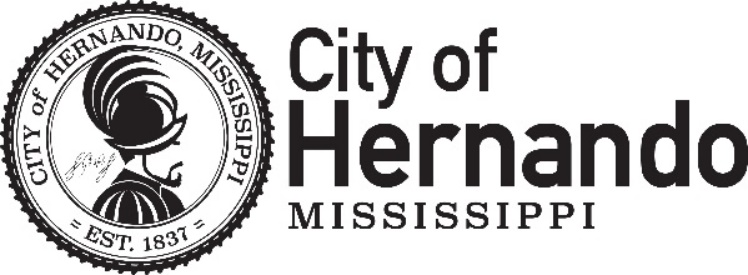 CITY of HERNANDO, MISSISSIPPI
= EST. 1837 =
City of
Hernando
MISSISSIPPI